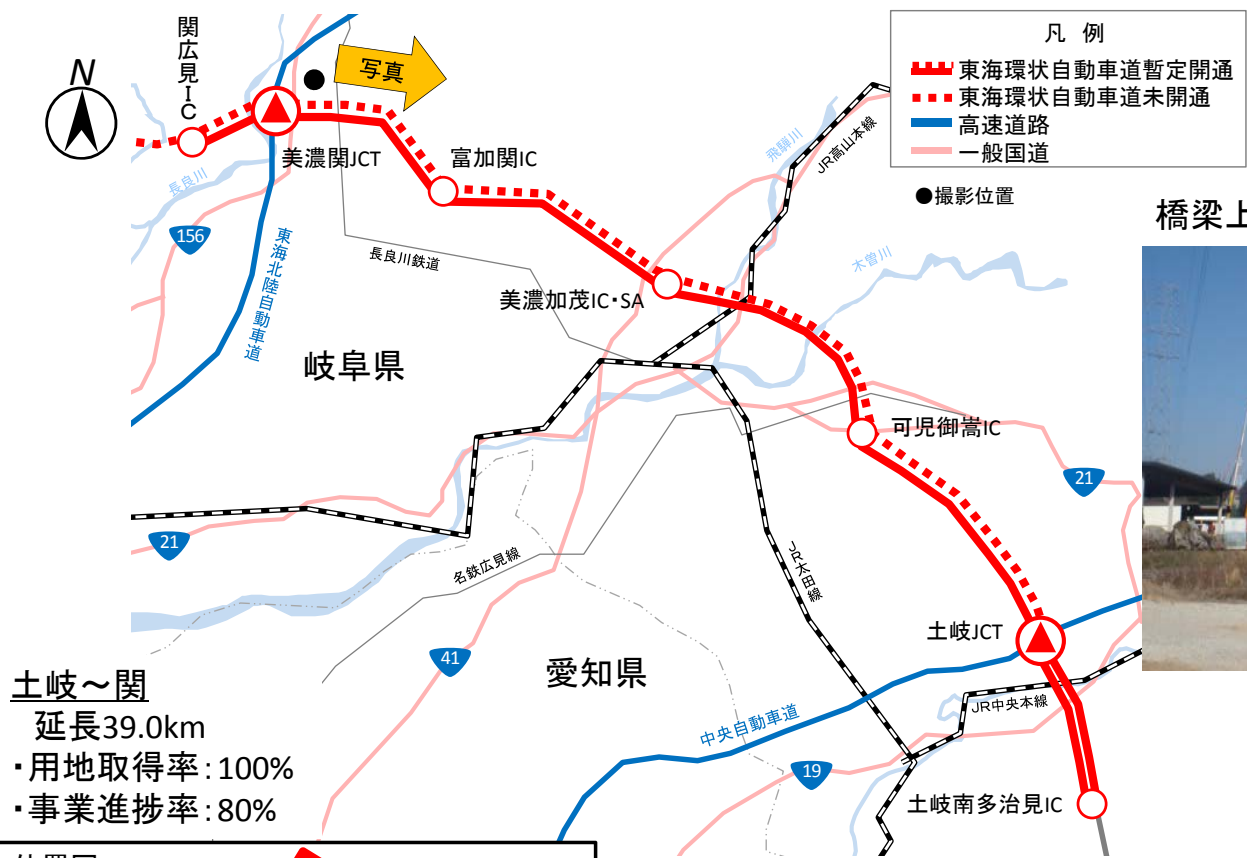 関広見IC
N
写真
凡 例
東海環状自動車道暫定開通
東海環状自動車道未開通
高速道路
一般国道
●撮影位置
橋梁上
美濃関JCT
富加関IC
飛騨川
JR高山本線
長良川
156
東海北陸自動車道
長良川鉄道
木曽川
美濃加茂IC・SA
岐阜県
可児御嵩IC
21
21
名鉄広見線
JR太田線
41
愛知県
土岐JCT
JR中央本線
中央自動車道
19
土岐南多治見IC
土岐～関
延長39.0km
・用地取得率：100%
・事業進捗率：80%